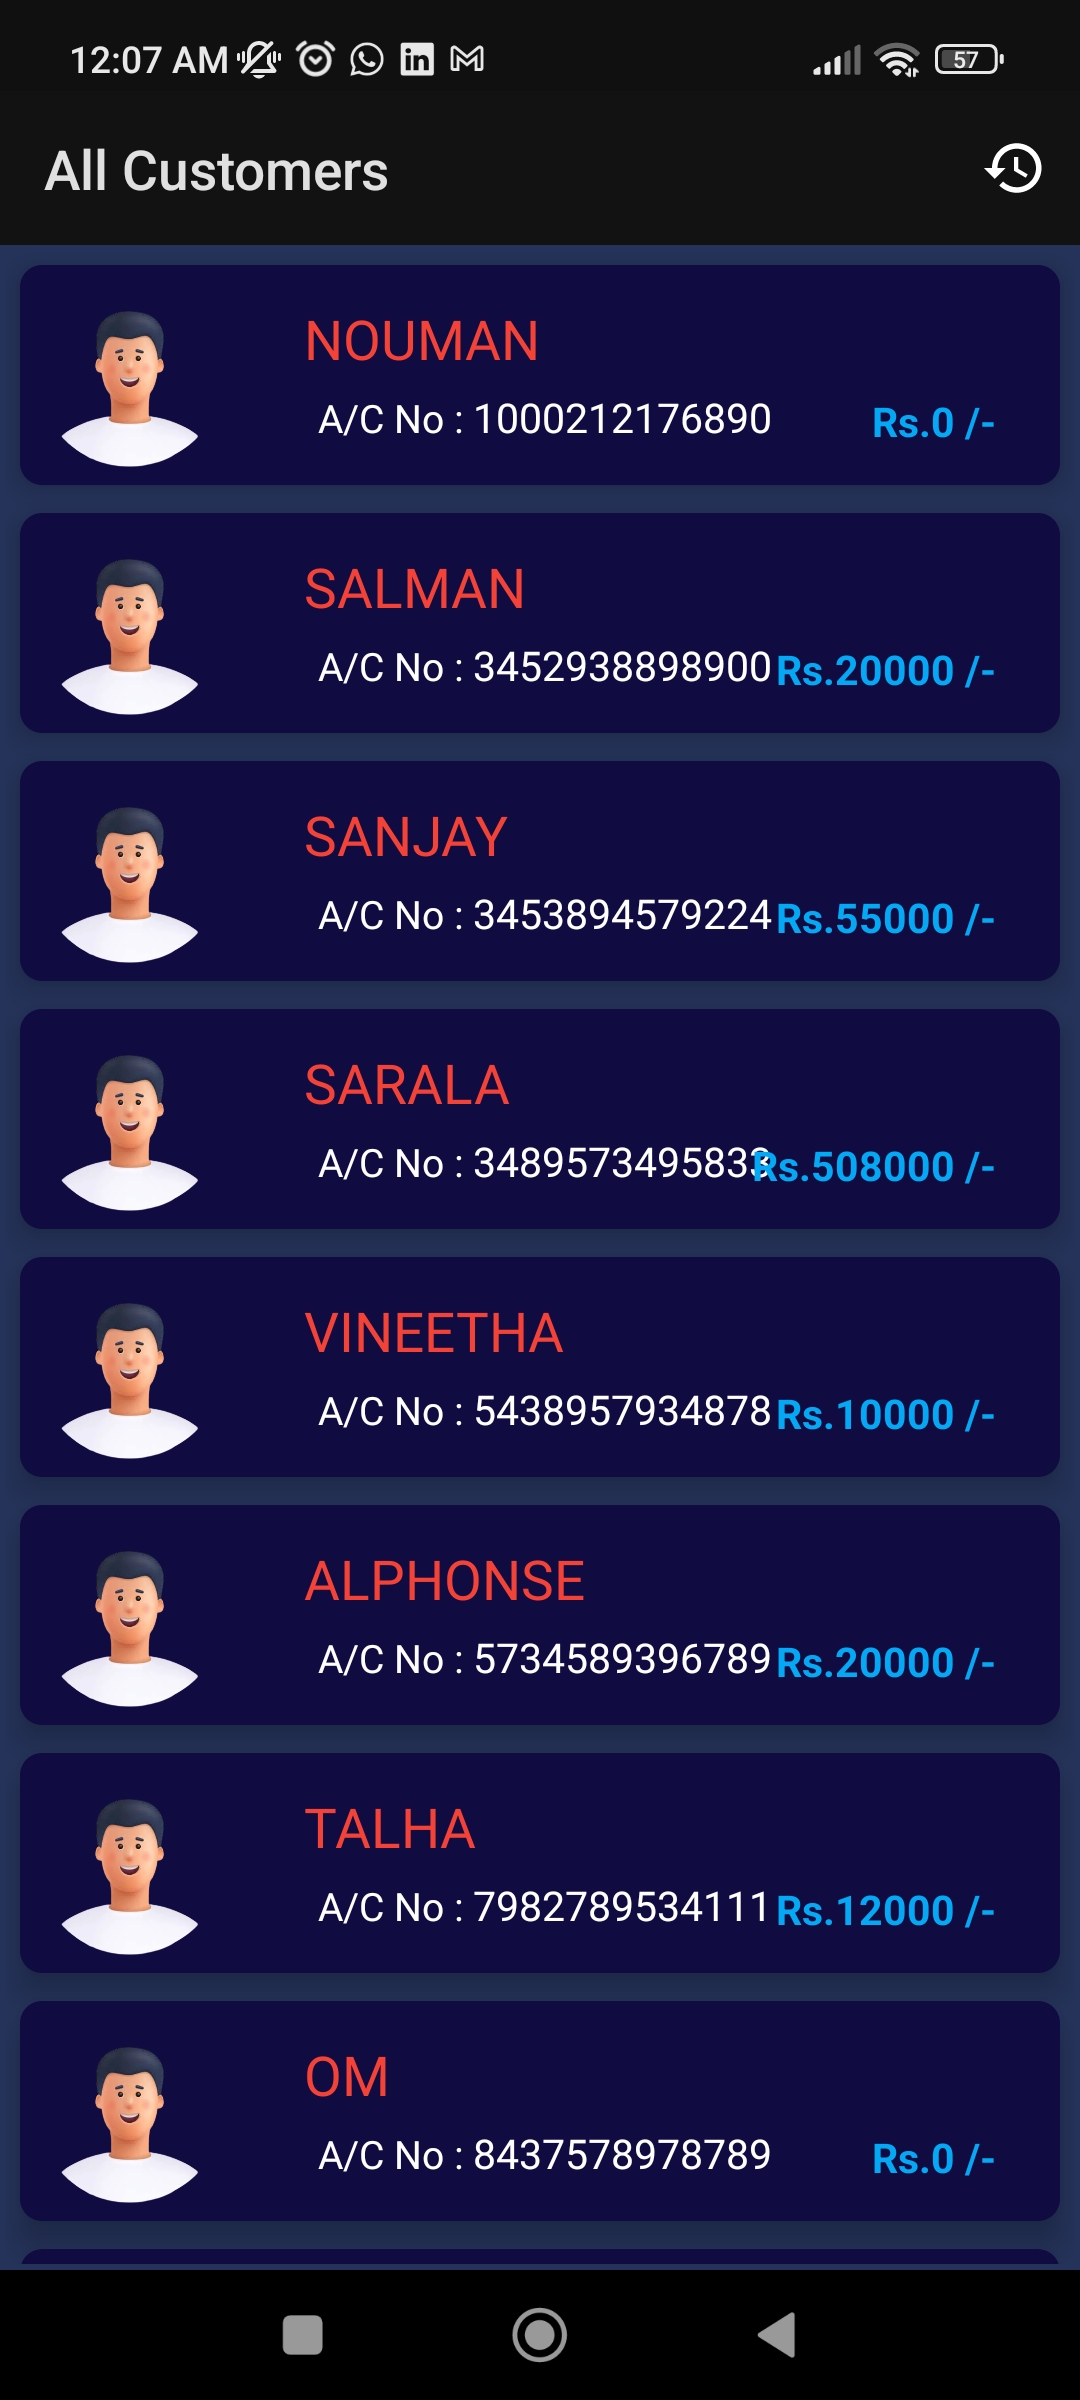 12:07 AM 57
All Customers
NOUMAN
A/C No : 1000212176890 Rs.0 /-
SALMAN
A/C No : 3452938898900 Rs.20000 /-
SANJAY
A/C No : 3453894579224 Rs.55000 /-
SARALA
A/C No : 3489573495833 Rs.508000 /-
VINEETHA
A/C No : 5438957934878 Rs.10000 /-
ALPHONSE
A/C No : 5734589396789 Rs.20000 /-
TALHA
A/C No : 7982789534111 Rs.12000 /-
OM
A/C No : 8437578978789 Rs.0 /-